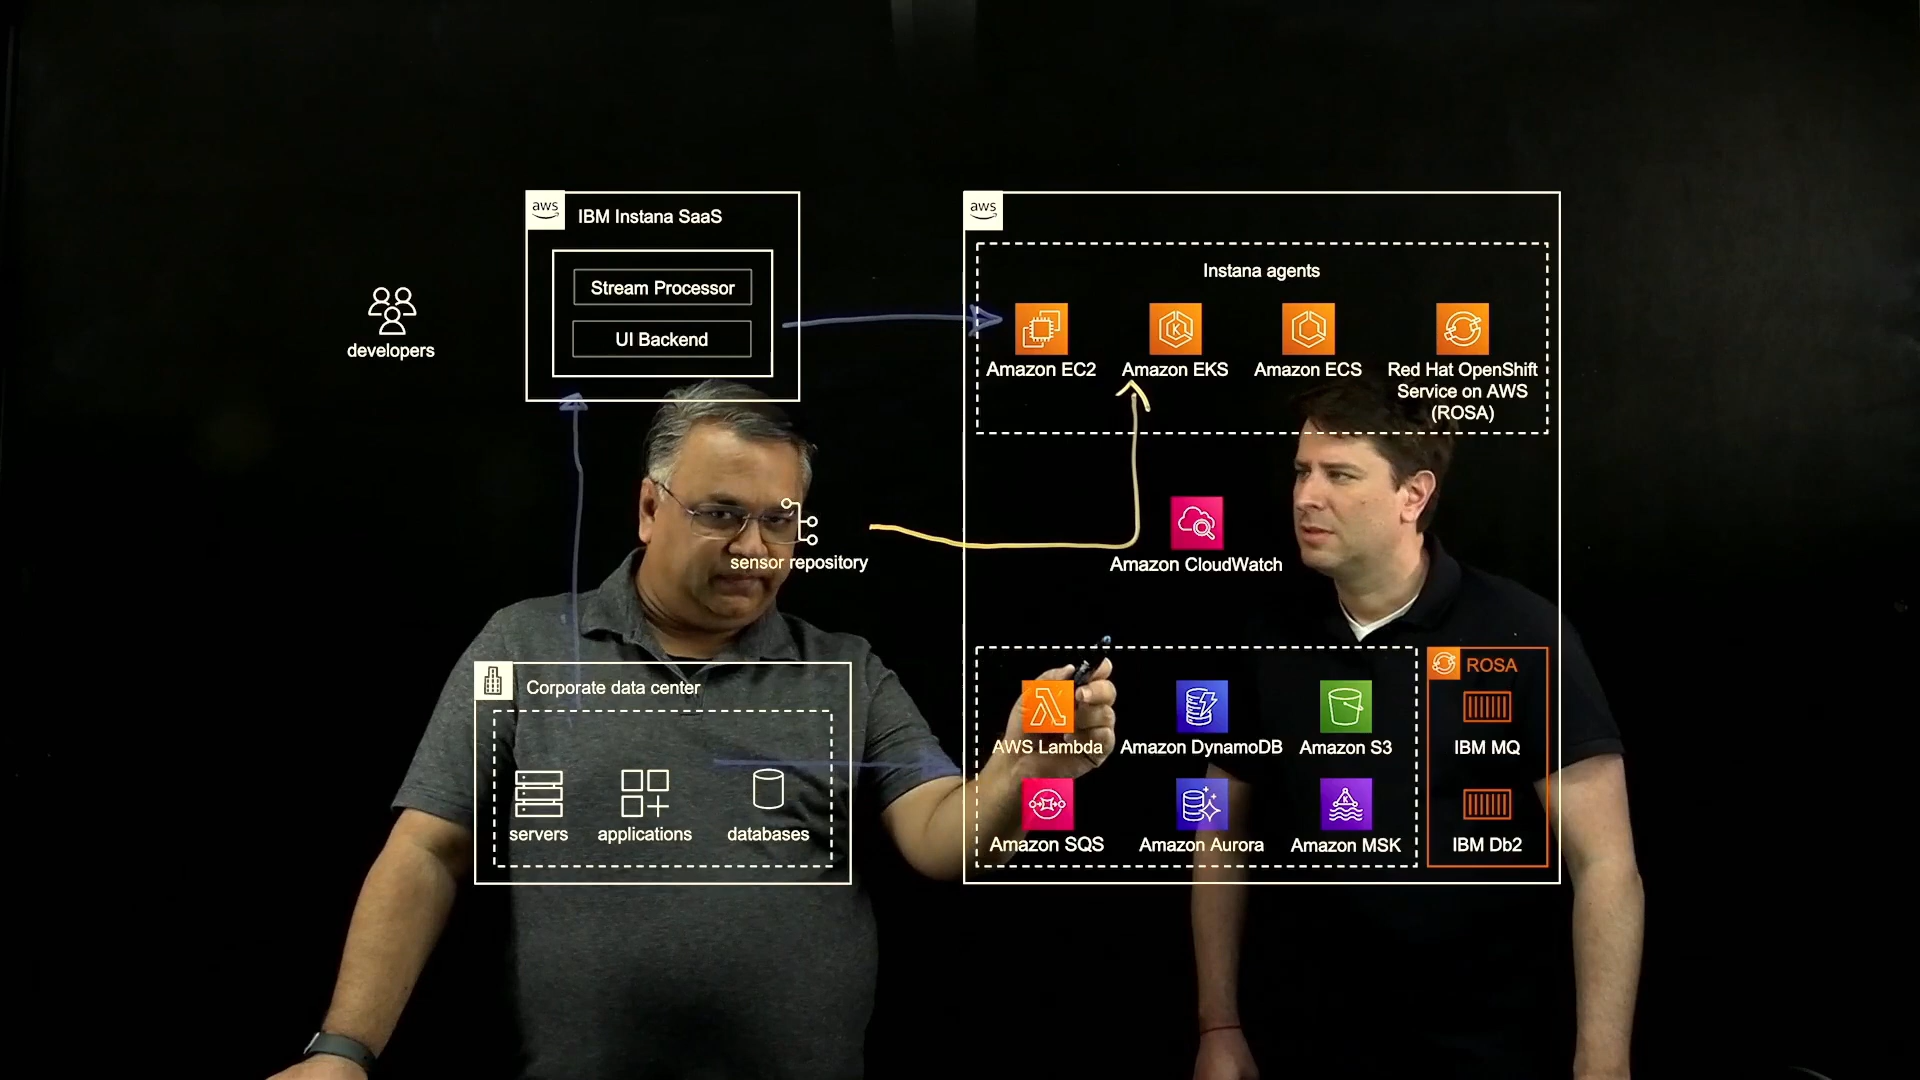 aws
IBM Instana SaaS
Stream Processor
UI Backend
developers
sensor repository
Corporate data center
servers
applications
databases
aws
Instana agents
Amazon EC2
Amazon EKS
Amazon ECS
Red Hat OpenShift
Service on AWS
(ROSA)
Amazon CloudWatch
AWS Lambda
Amazon DynamoDB
Amazon S3
Amazon SQS
Amazon Aurora
Amazon MSK
ROSA
IBM MQ
IBM Db2